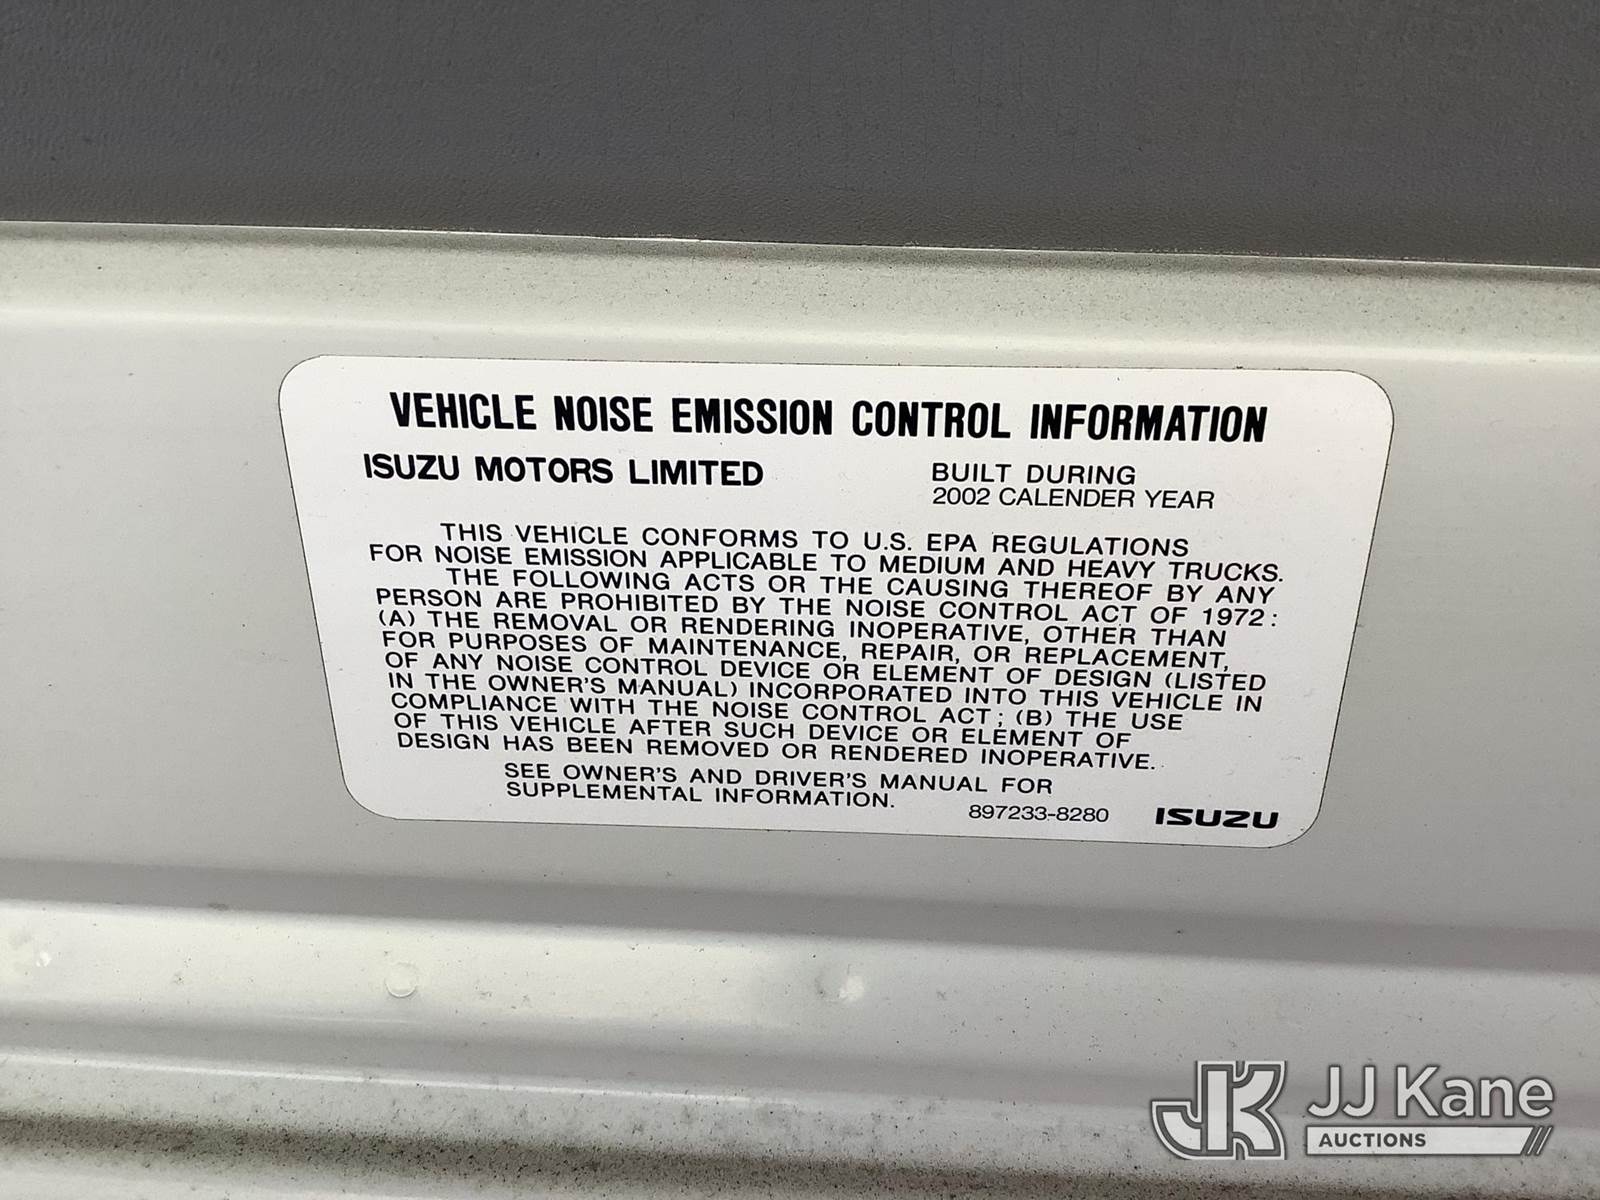 VEHICLE NOISE EMISSION CONTROL INFORMATION
ISUZU MOTORS LIMITED
BUILT DURING
2002 CALENDER YEAR
THIS VEHICLE CONFORMS TO U.S. EPA REGULATIONS
FOR NOISE EMISSION APPLICABLE TO MEDIUM AND HEAVY TRUCKS.
THE FOLLOWING ACTS OR THE CAUSING THEREOF BY ANY
PERSON ARE PROHIBITED BY THE NOISE CONTROL ACT OF 1972:
(A) THE REMOVAL OR RENDERING INOPERATIVE, OTHER THAN
FOR PURPOSES OF MAINTENANCE, REPAIR, OR REPLACEMENT,
OF ANY NOISE CONTROL DEVICE OR ELEMENT OF DESIGN (LISTED
IN THE OWNER'S MANUAL) INCORPORATED INTO THIS VEHICLE IN
COMPLIANCE WITH THE NOISE CONTROL ACT; (B) THE USE
OF THIS VEHICLE AFTER SUCH DEVICE OR ELEMENT OF
DESIGN HAS BEEN REMOVED OR RENDERED INOPERATIVE.
SEE OWNER'S AND DRIVER'S MANUAL FOR
SUPPLEMENTAL INFORMATION.
897233-8280
ISUZU
JK
JJ Kane
AUCTIONS